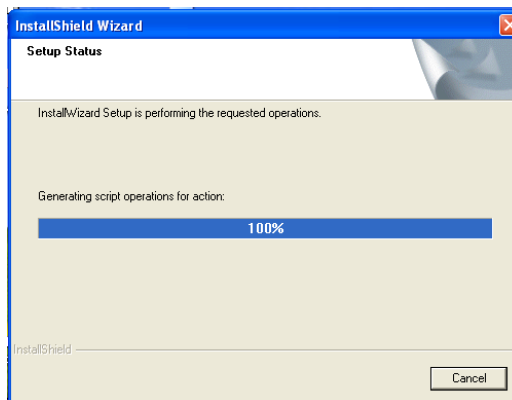 InstallShield Wizard
Setup Status
InstallWizard Setup is performing the requested operations.
Generating script operations for action:
100%
InstallShield
Cancel